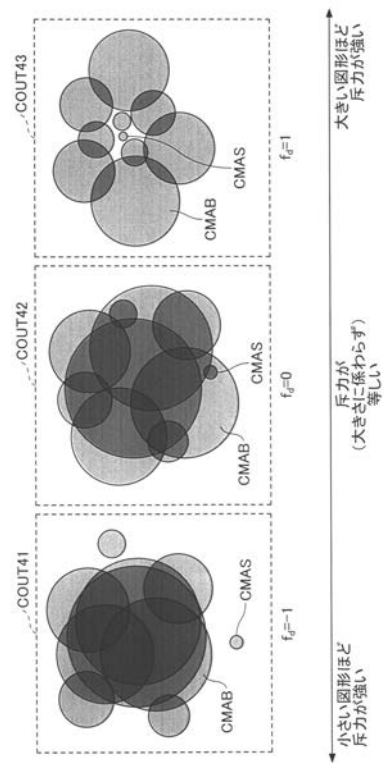 COUT41
CMAB
CMAS
f_d=-1
COUT42
CMAB
CMAS
f_d=0
COUT43
CMAB
CMAS
f_d=1
小さい図形ほど
斥力が強い
斥力が
(大きさに係わらず)
等しい
大きい図形ほど
斥力が強い